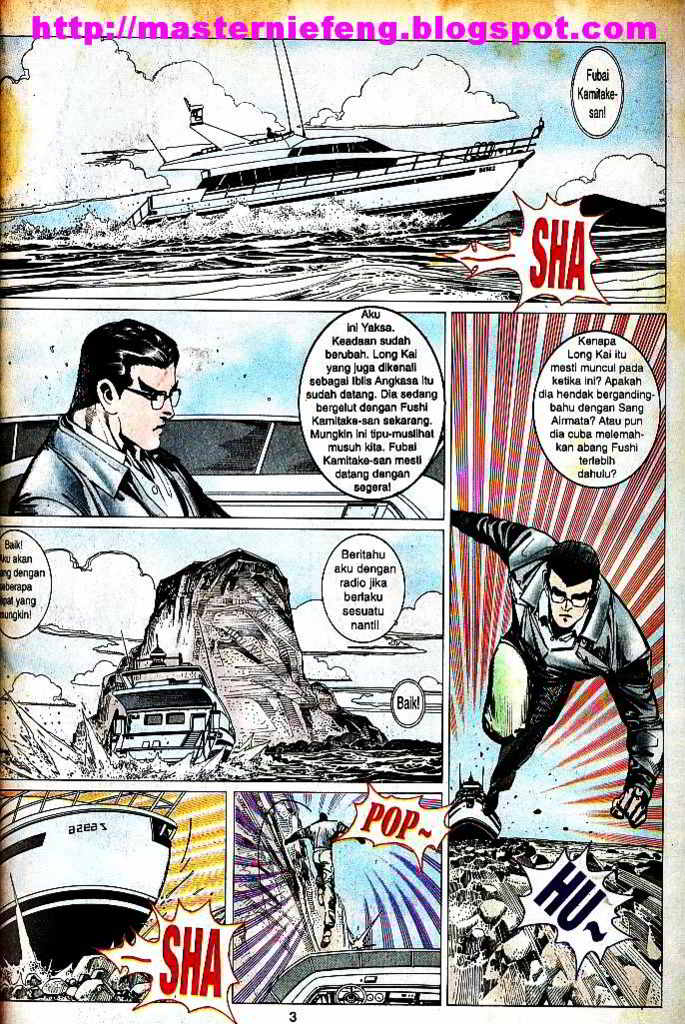 http://masterniefeng.blogspot.com
Fubai
Kamitake-
san!
SHA
Aku
ini Yaksa.
Keadaan sudah
berubah. Long Kai
yang juga dikenali
sebagai Iblis Angkasa itu
sudah datang. Dia sedang
bergelut dengan Fushi
Kamitake-san sekarang.
Mungkin ini tipu-muslihat
musuh kita. Fubai
Kamitake-san mesti
datang dengan
segera!
Kenapa
Long Kai itu
mesti muncul pada
ketika ini? Apakah
dia hendak berganding-
bahu dengan Sang
Airmata? Atau pun
dia cuba melemah-
kan abang Fushi
terlebih
dahulu?
Baik!
akan
dengan
yang
Beritahu
aku dengan
radio jika
berlaku
sesuatu
nanti!
Baik!
SHA
POP~
HU~
3